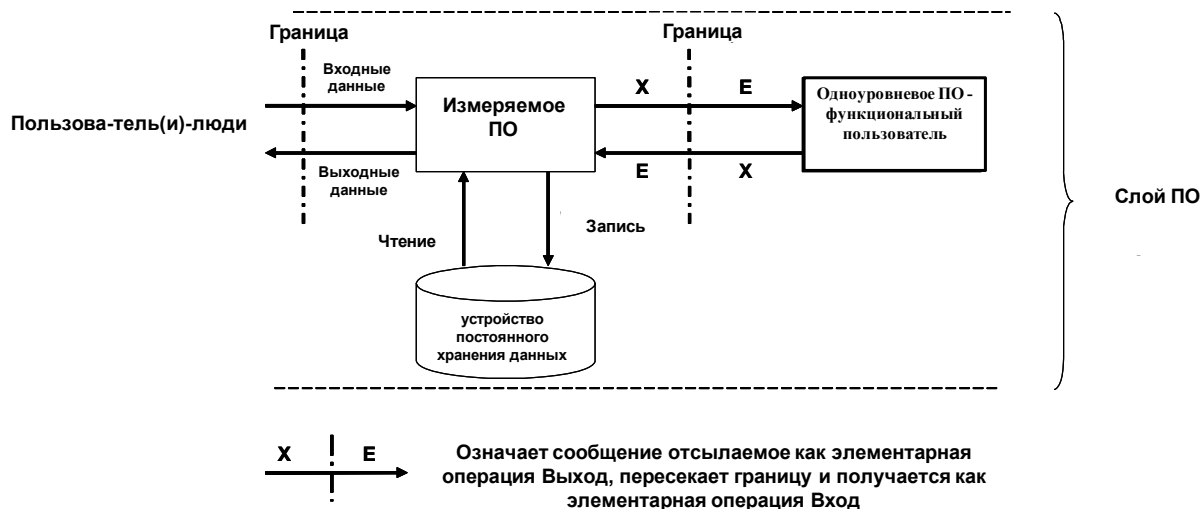 Граница
Граница
Входные
данные
Измеряемое
ПО
X
E
Одноуровневое ПО -
функциональный
пользователь
Пользова-тель(и)-люди
Выходные
данные
E
X
Слой ПО
Чтение
Запись
устройство
постоянного
хранения данных
X
E
Означает сообщение отсылаемое как элементарная
операция Выход, пересекает границу и получается как
элементарная операция Вход